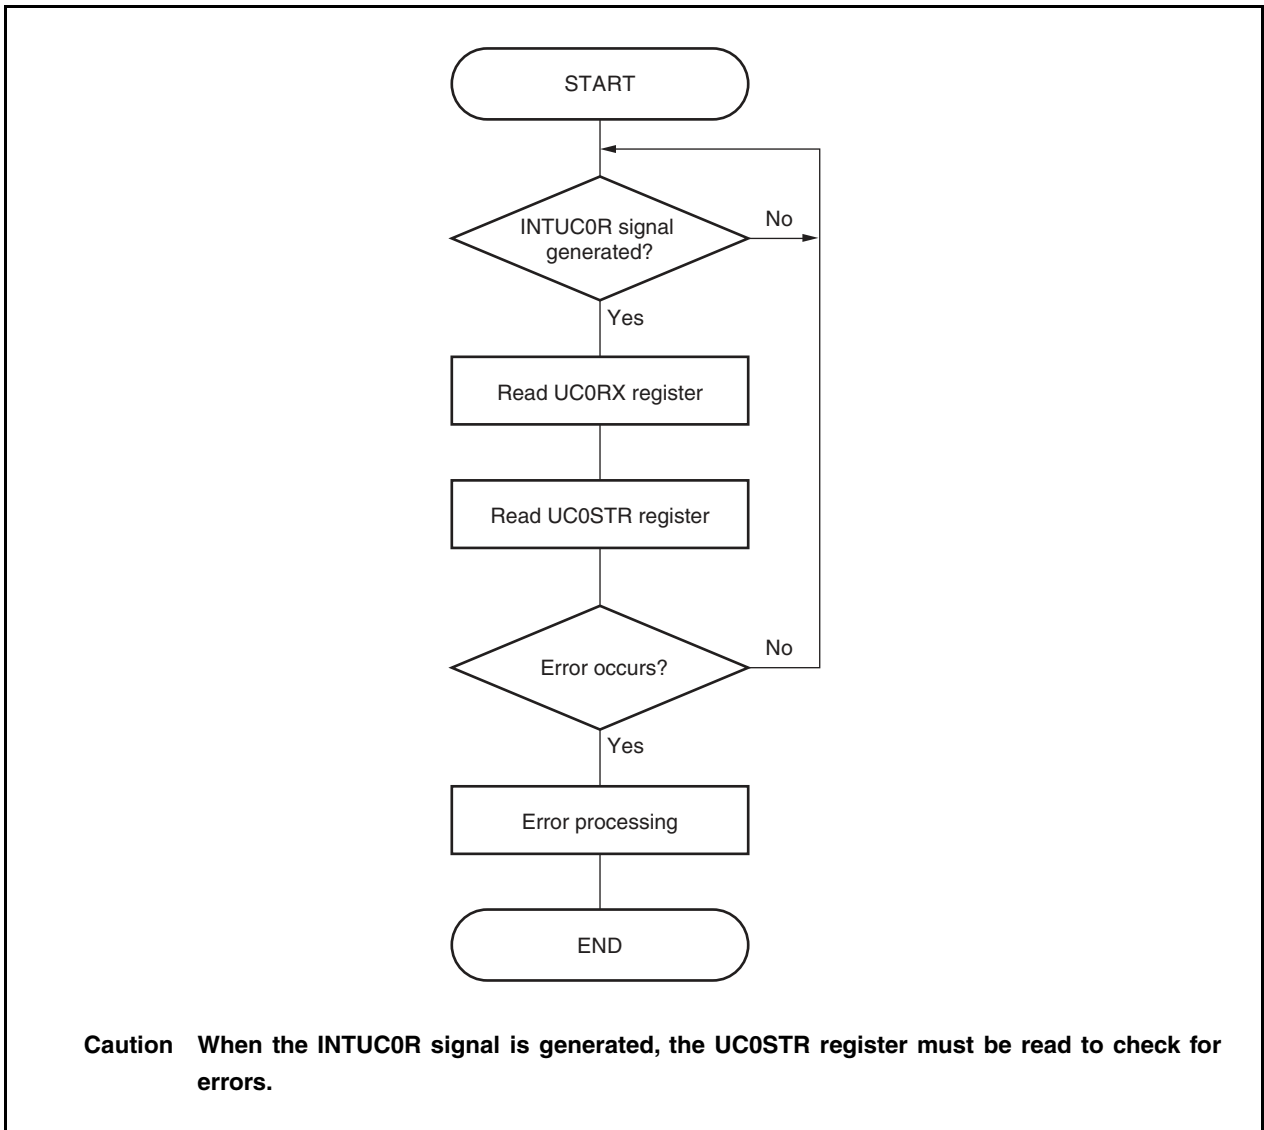 START
INTUC0R signal
generated?
No
Yes
Read UC0RX register
Read UC0STR register
Error occurs?
No
Yes
Error processing
END
Caution When the INTUC0R signal is generated, the UC0STR register must be read to check for
errors.